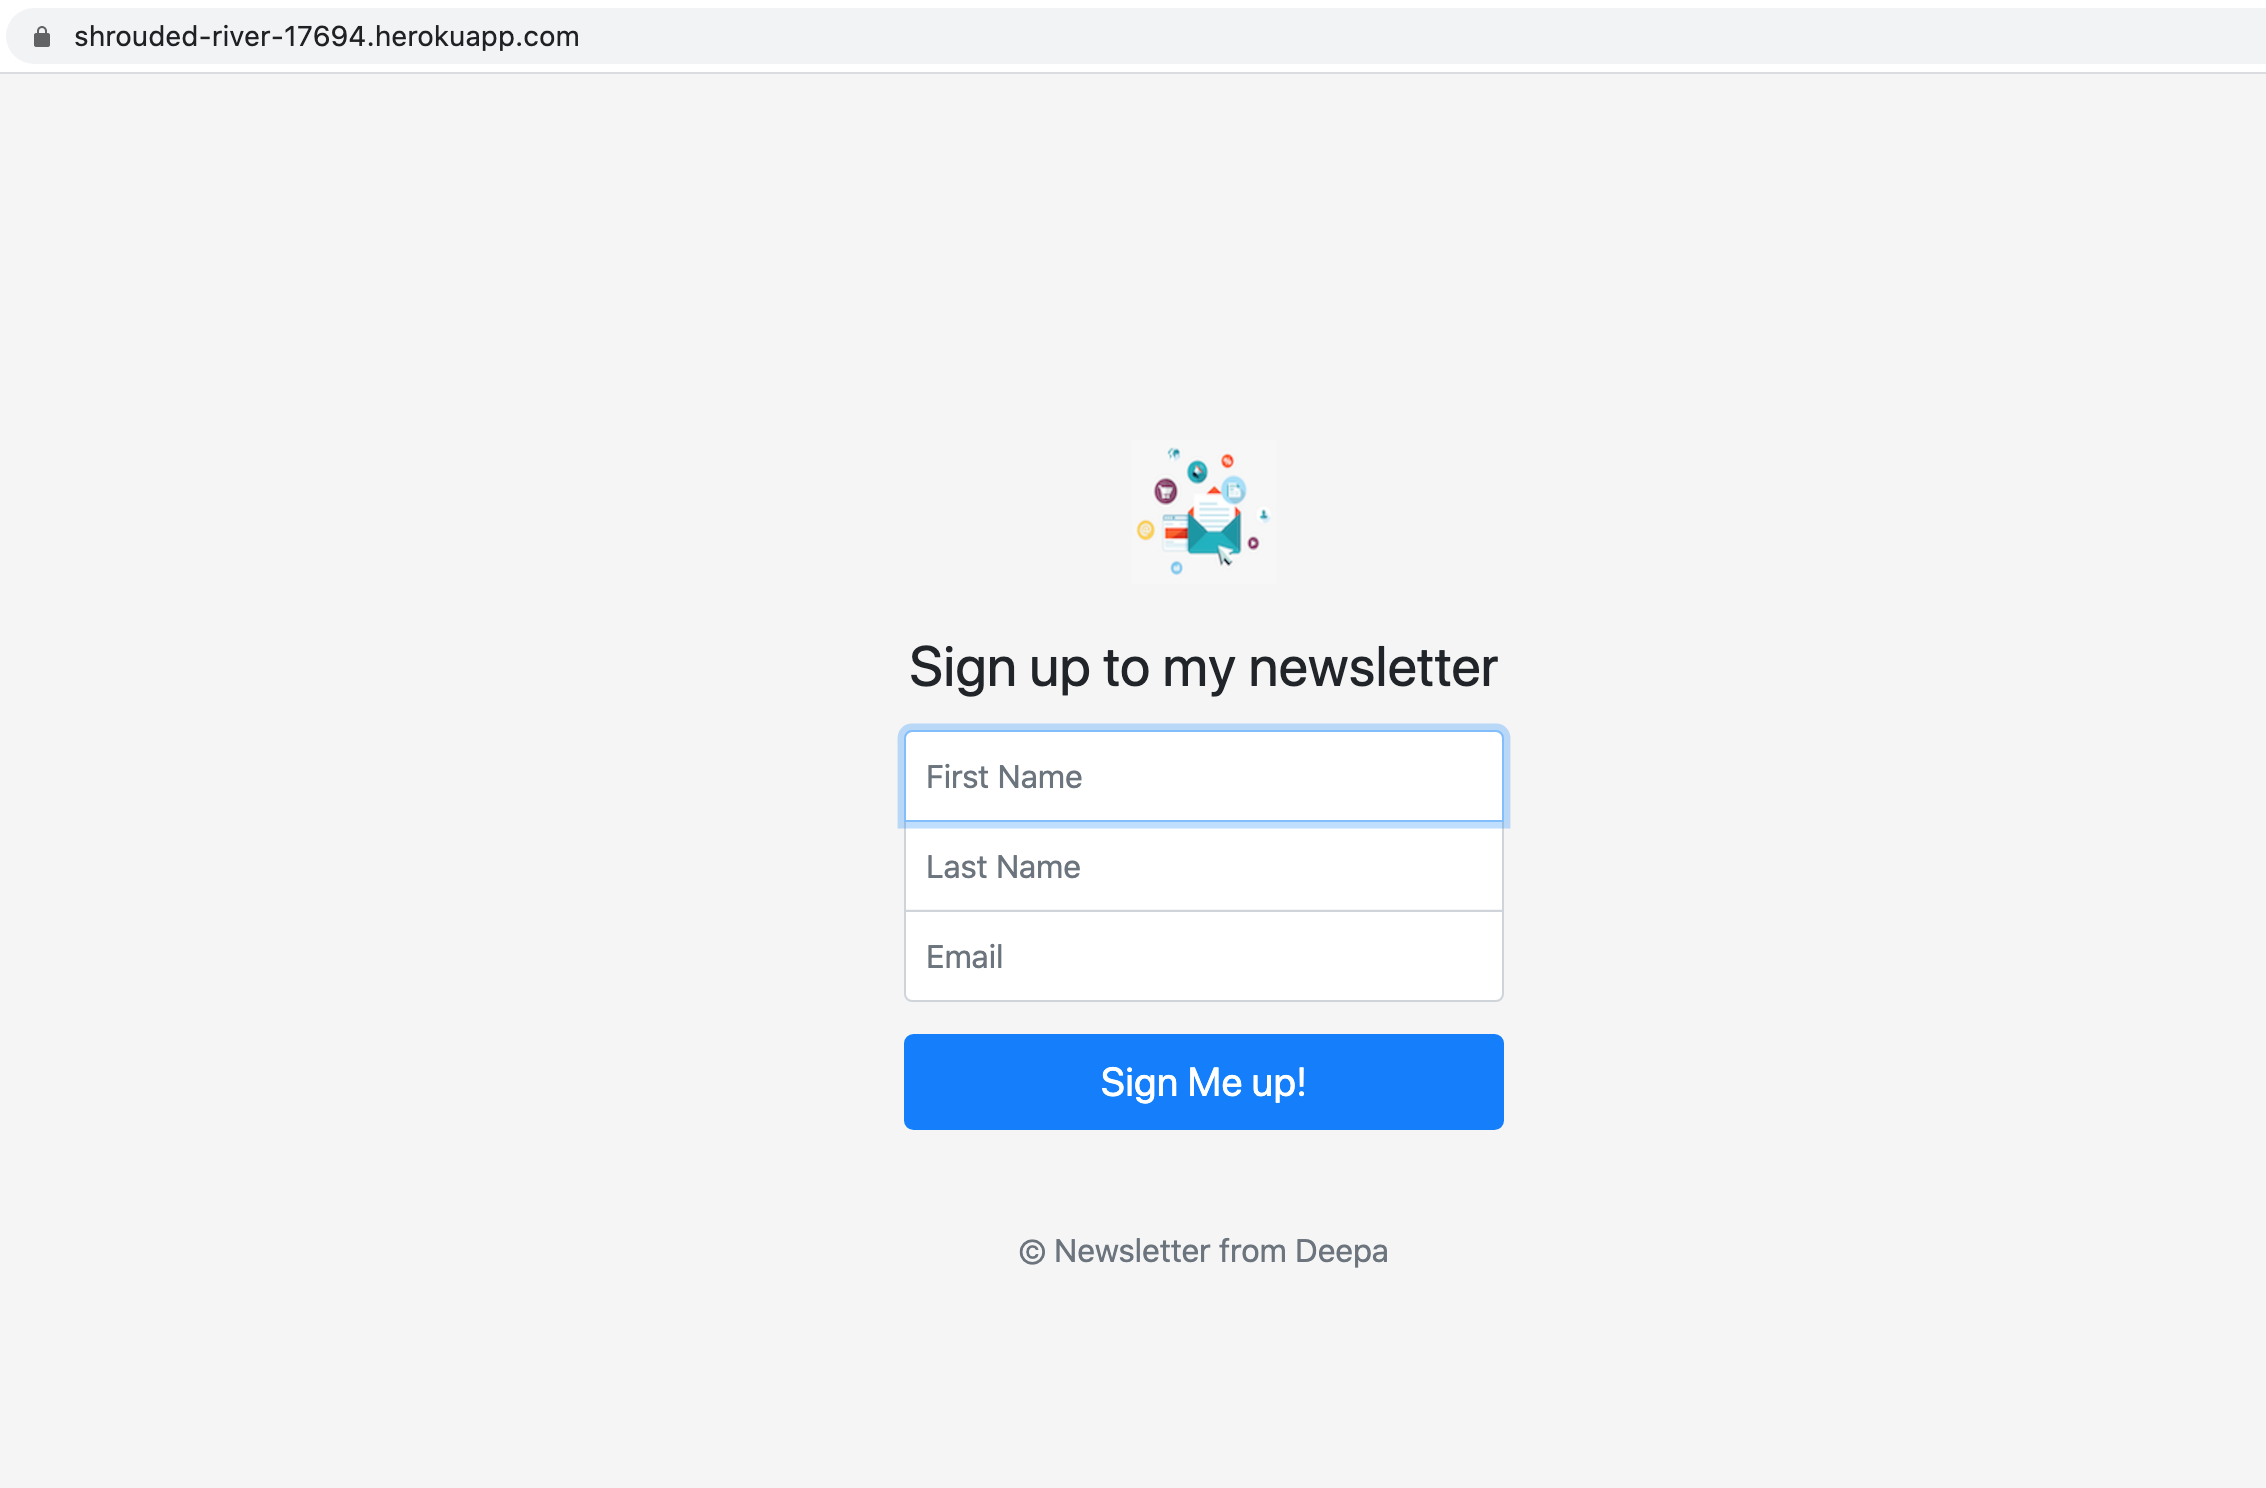 shrouded-river-17694.herokuapp.com
Sign up to my newsletter
First Name
Last Name
Email
Sign Me up!
© Newsletter from Deepa